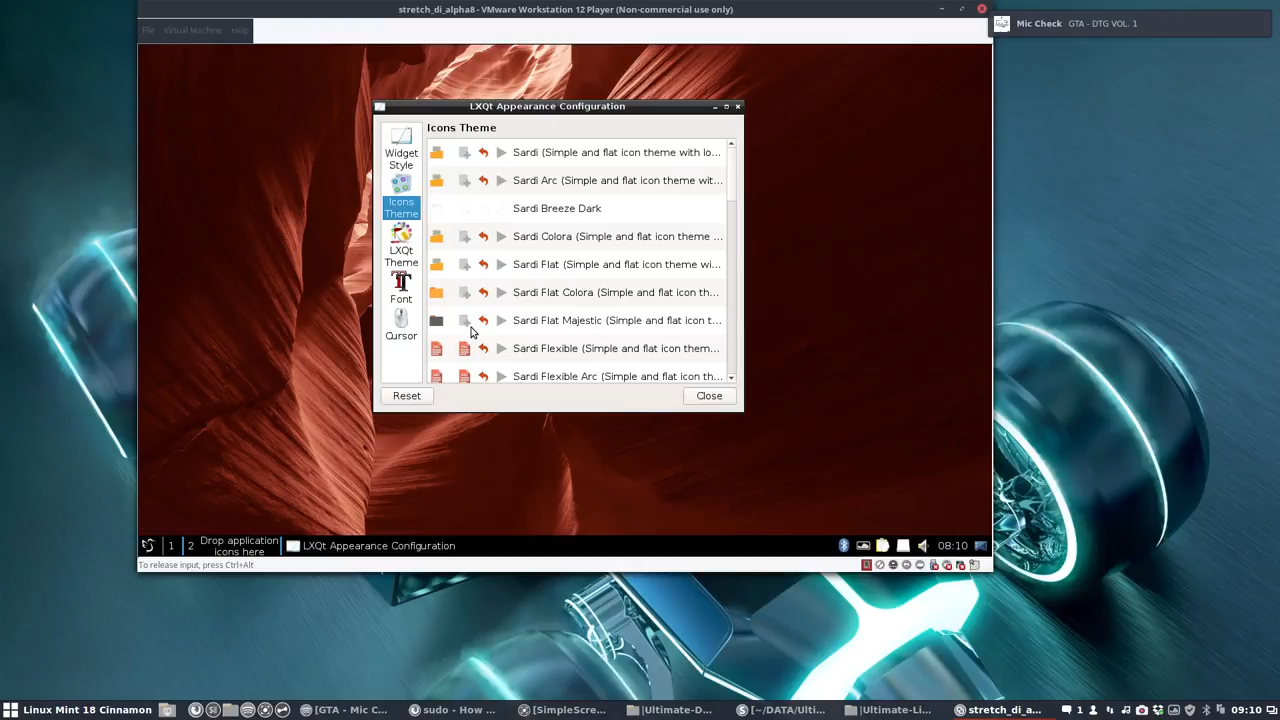 stretch_di_alpha8 - VMware Workstation 12 Player (Non-commercial use only)
Mic Check GTA - DTG VOL. 1
File Virtual Machine Help
LXQt Appearance Configuration
Widget
Style
Icons
Theme
LXQt
Theme
Font
Cursor
Icons Theme
Sardi (Simple and flat icon theme with lo...
Sardi Arc (Simple and flat icon theme wit...
Sardi Breeze Dark
Sardi Colora (Simple and flat icon theme ...
Sardi Flat (Simple and flat icon theme wi...
Sardi Flat Colora (Simple and flat icon th...
Sardi Flat Majestic (Simple and flat icon t...
Sardi Flexible (Simple and flat icon them...
Sardi Flexible Arc (Simple and flat icon th...
Reset
Close
1
2
Drop application
icons here
LXQt Appearance Configuration
08:10
To release input, press Ctrl+Alt
Linux Mint 18 Cinnamon
[GTA - Mic C...
sudo - How ...
[SimpleScre...
|Ultimate-D...
[~/DATA/Ulti...
|Ultimate-Li...
stretch_di_a...
1
09:10